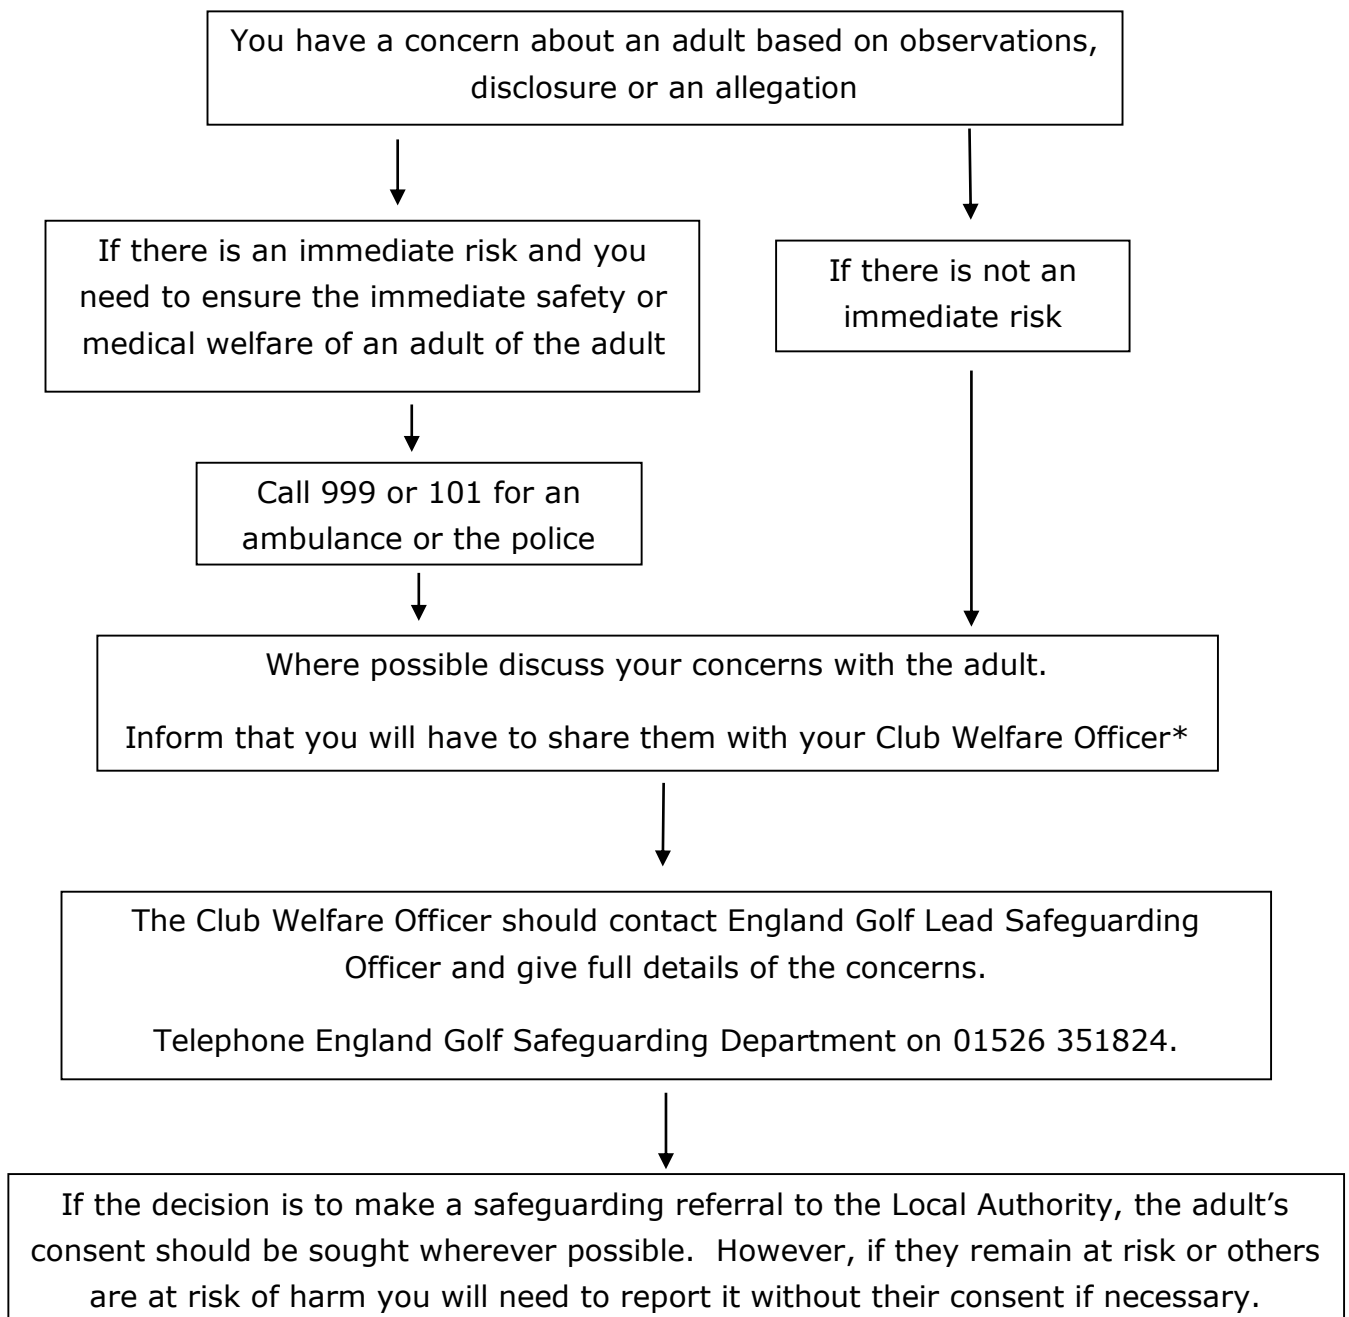 You have a concern about an adult based on observations,
disclosure or an allegation
If there is an immediate risk and you
need to ensure the immediate safety or
medical welfare of an adult of the adult
If there is not an
immediate risk
Call 999 or 101 for an
ambulance or the police
Where possible discuss your concerns with the adult.
Inform that you will have to share them with your Club Welfare Officer*
The Club Welfare Officer should contact England Golf Lead Safeguarding
Officer and give full details of the concerns.
Telephone England Golf Safeguarding Department on 01526 351824.
If the decision is to make a safeguarding referral to the Local Authority, the adult’s
consent should be sought wherever possible.  However, if they remain at risk or others
are at risk of harm you will need to report it without their consent if necessary.